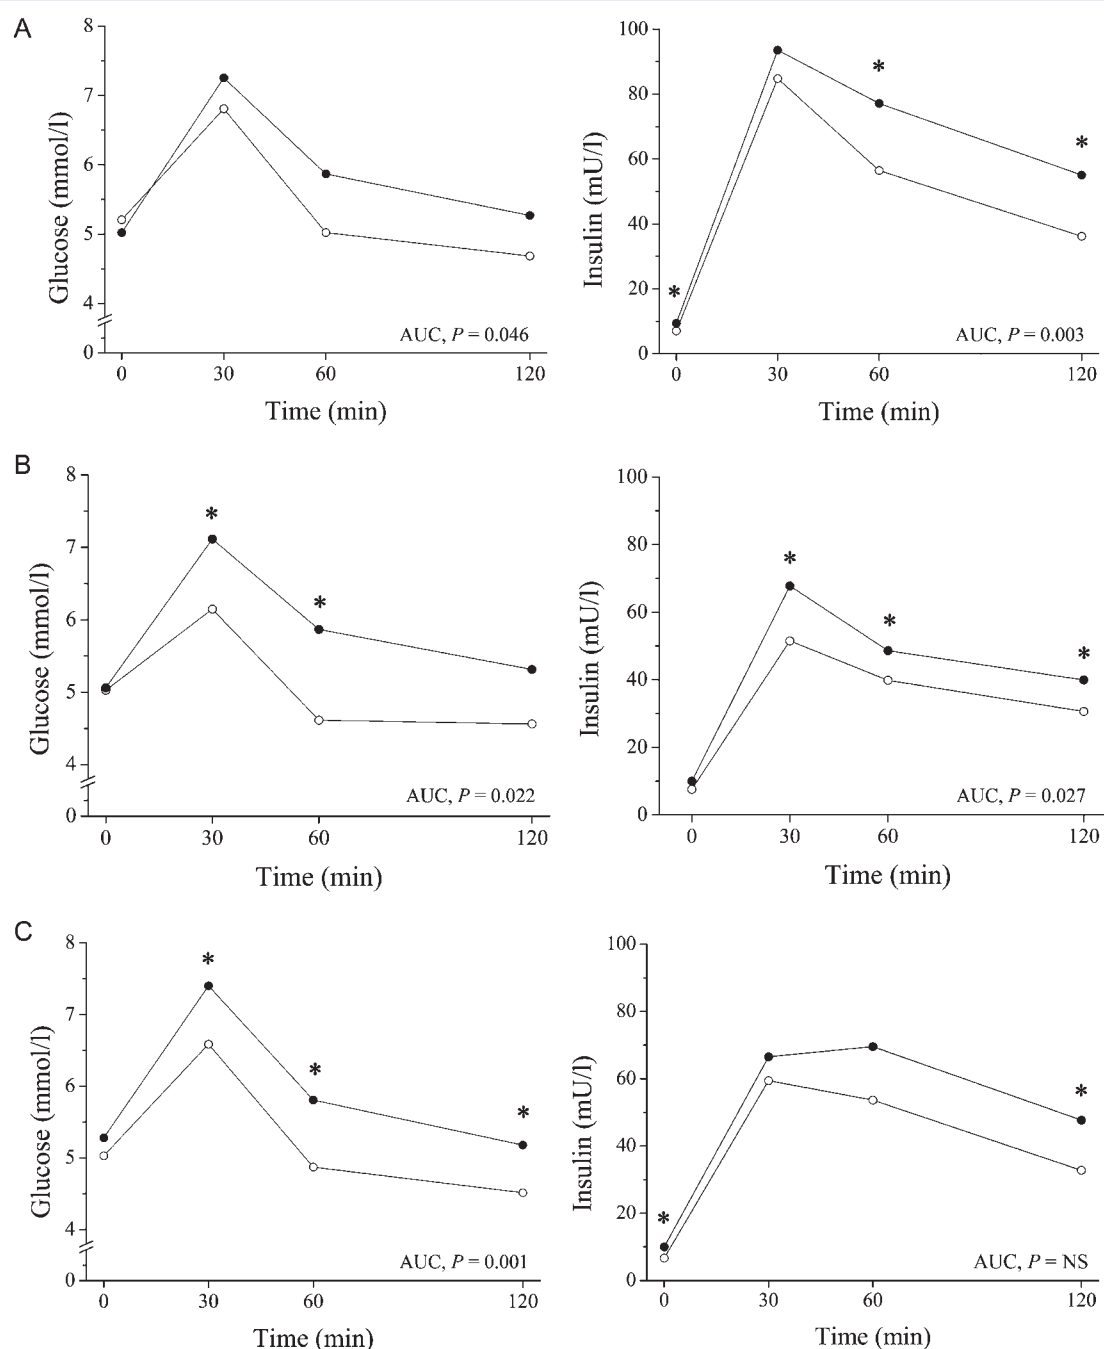 A
8
7
6
5
4
0
Glucose (mmol/l)
AUC, P = 0.046
0 30 60 120
Time (min)
100
80
60
40
20
0
Insulin (mU/l)
*
*
*
AUC, P = 0.003
0 30 60 120
Time (min)
B
8
7
6
5
4
0
Glucose (mmol/l)
*
*
AUC, P = 0.022
0 30 60 120
Time (min)
100
80
60
40
20
0
Insulin (mU/l)
*
*
*
AUC, P = 0.027
0 30 60 120
Time (min)
C
8
7
6
5
4
0
Glucose (mmol/l)
*
*
*
AUC, P = 0.001
0 30 60 120
Time (min)
100
80
60
40
20
0
Insulin (mU/l)
*
*
AUC, P = NS
0 30 60 120
Time (min)